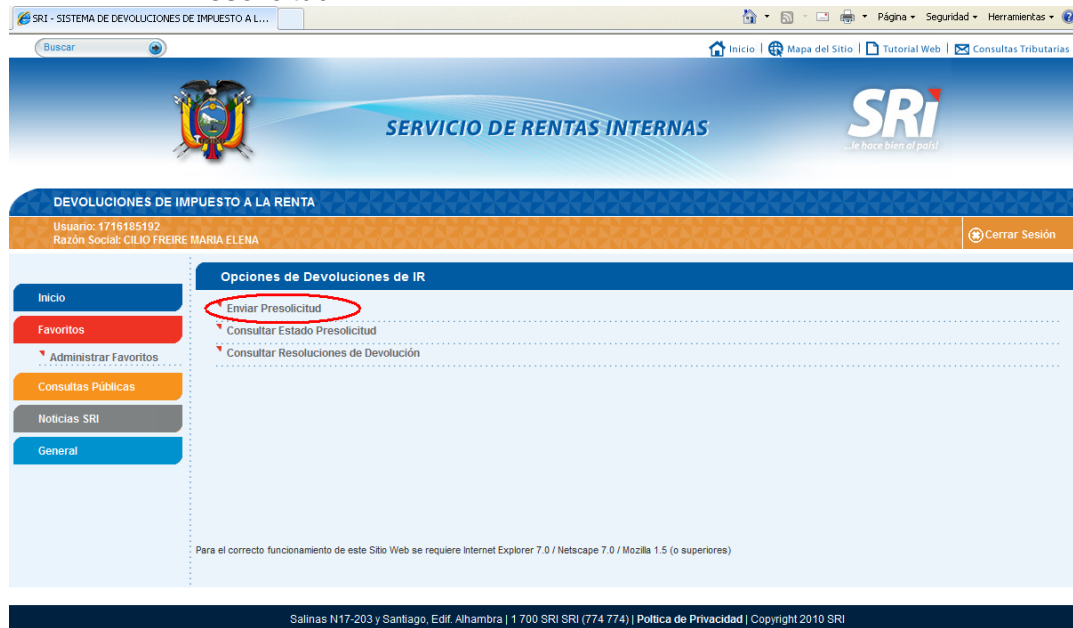 SRI - SISTEMA DE DEVOLUCIONES DE IMPUESTO A L...
Página Seguridad Herramientas
Buscar
Inicio | Mapa del Sitio | Tutorial Web | Consultas Tributarias
SERVICIO DE RENTAS INTERNAS
SRi
...le hace bien al país!
DEVOLUCIONES DE IMPUESTO A LA RENTA
Usuario: 1716185192
Razón Social: CILIO FREIRE MARIA ELENA
Cerrar Sesión
Opciones de Devoluciones de IR
Inicio
Enviar Presolicitud
Favoritos
Consultar Estado Presolicitud
Administrar Favoritos
Consultar Resoluciones de Devolución
Consultas Públicas
Noticias SRI
General
Para el correcto funcionamiento de este Sitio Web se requiere Internet Explorer 7.0 / Netscape 7.0 / Mozilla 1.5 (o superiores)
Salinas N17-203 y Santiago, Edif. Alhambra | 1 700 SRI SRI (774 774) | Poltica de Privacidad | Copyright 2010 SRI